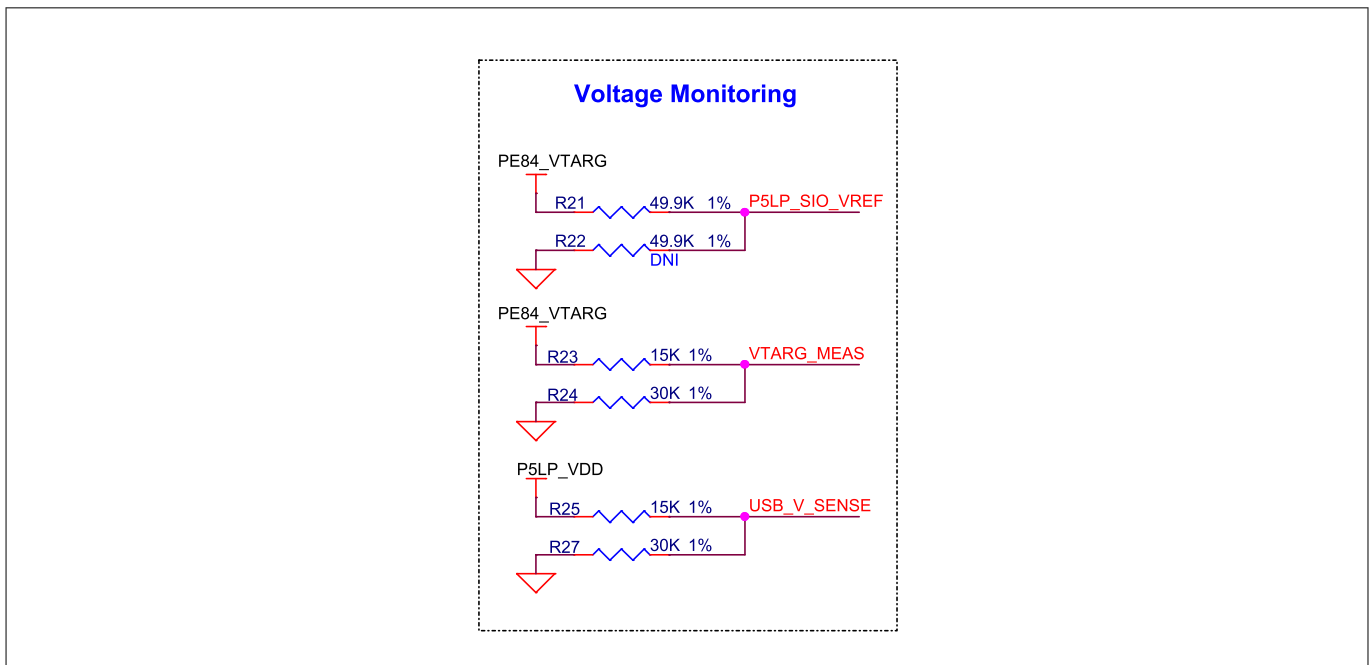 Voltage Monitoring
PE84_VTARG
R21 49.9K 1% P5LP_SIO_VREF
R22 49.9K 1%
DNI
PE84_VTARG
R23 15K 1% VTARG_MEAS
R24 30K 1%
P5LP_VDD
R25 15K 1% USB_V_SENSE
R27 30K 1%